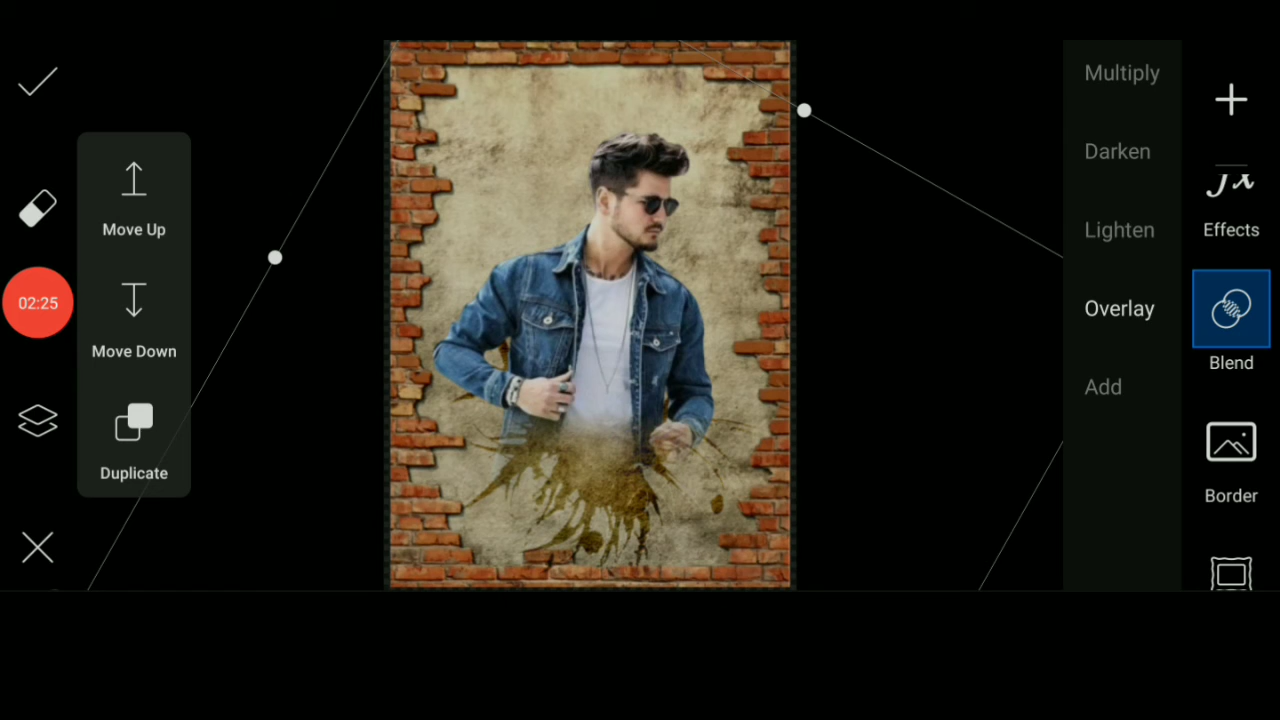 02:25
Move Up
Move Down
Duplicate
Multiply
Darken
Lighten
Overlay
Add
Effects
Blend
Border